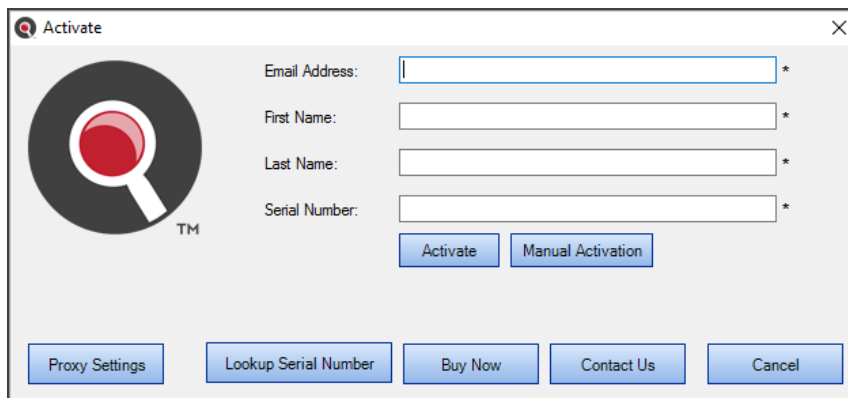 Activate
Email Address: *
First Name: *
Last Name: *
Serial Number: *
TM
Activate Manual Activation
Proxy Settings Lookup Serial Number Buy Now Contact Us Cancel